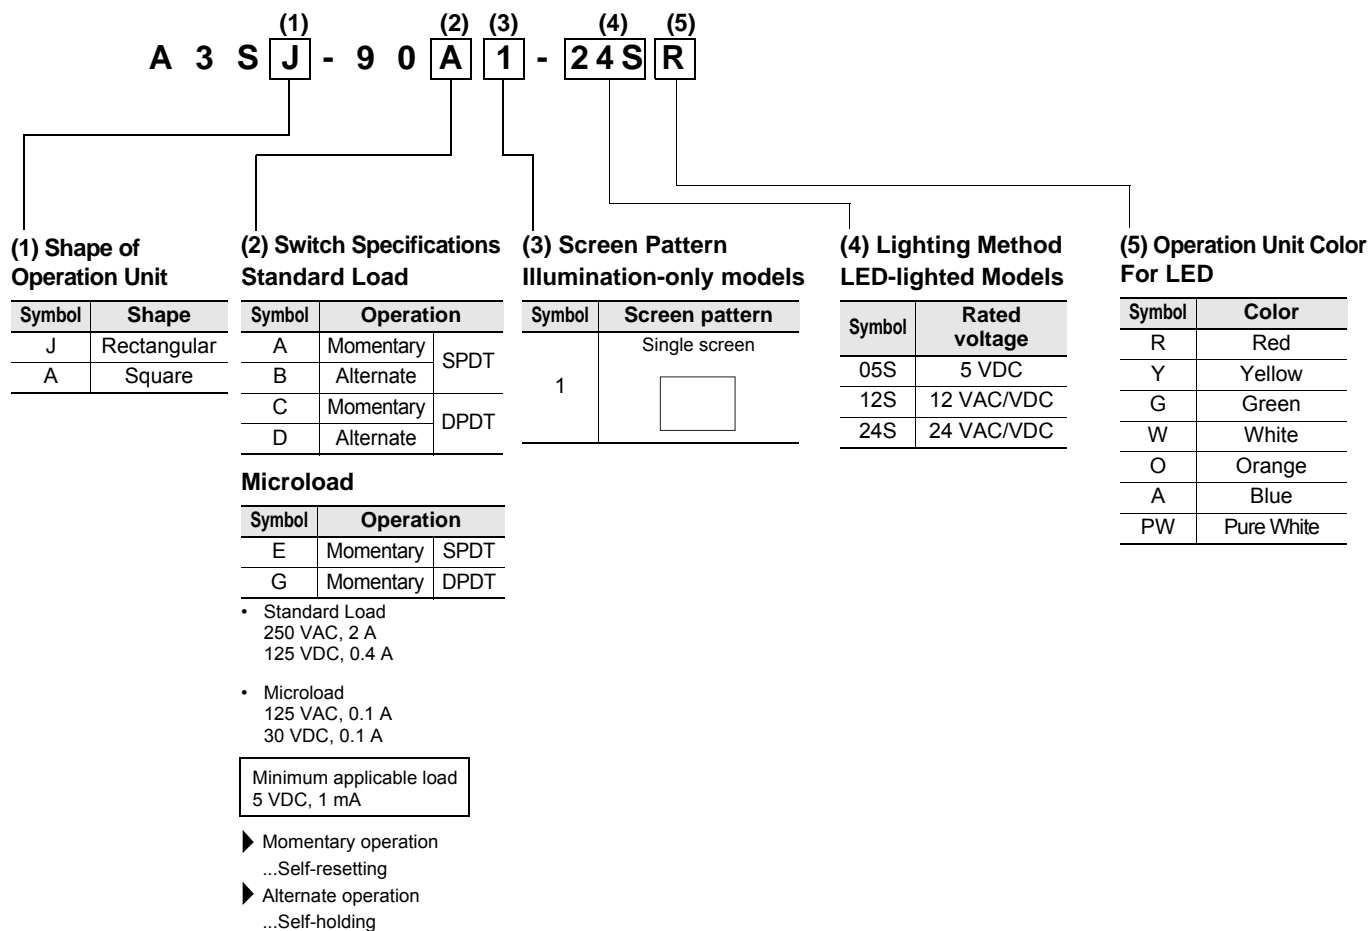 (1) (2) (3) (4) (5)
A 3 S J - 9 0 A 1 - 2 4 S R
(1) Shape of
Operation Unit
Symbol Shape
J Rectangular
A Square
(2) Switch Specifications
Standard Load
Symbol Operation
A Momentary SPDT
B Alternate
C Momentary DPDT
D Alternate
Microload
Symbol Operation
E Momentary SPDT
G Momentary DPDT
• Standard Load
250 VAC, 2 A
125 VDC, 0.4 A
• Microload
125 VAC, 0.1 A
30 VDC, 0.1 A
Minimum applicable load
5 VDC, 1 mA
Momentary operation
...Self-resetting
Alternate operation
...Self-holding
(3) Screen Pattern
Illumination-only models
Symbol Screen pattern
1 Single screen
(4) Lighting Method
LED-lighted Models
Symbol Rated
voltage
05S 5 VDC
12S 12 VAC/VDC
24S 24 VAC/VDC
(5) Operation Unit Color
For LED
Symbol Color
R Red
Y Yellow
G Green
W White
O Orange
A Blue
PW Pure White